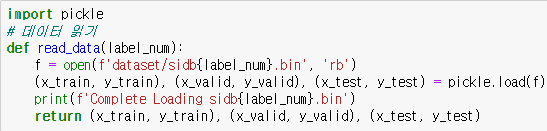 import pickle
# 데이터 읽기
def read_data(label_num):
    f = open(f'dataset/sidb{label_num}.bin', 'rb')
    (x_train, y_train), (x_valid, y_valid), (x_test, y_test) = pickle.load(f)
    print(f'Complete Loading sidb{label_num}.bin')
    return (x_train, y_train), (x_valid, y_valid), (x_test, y_test)